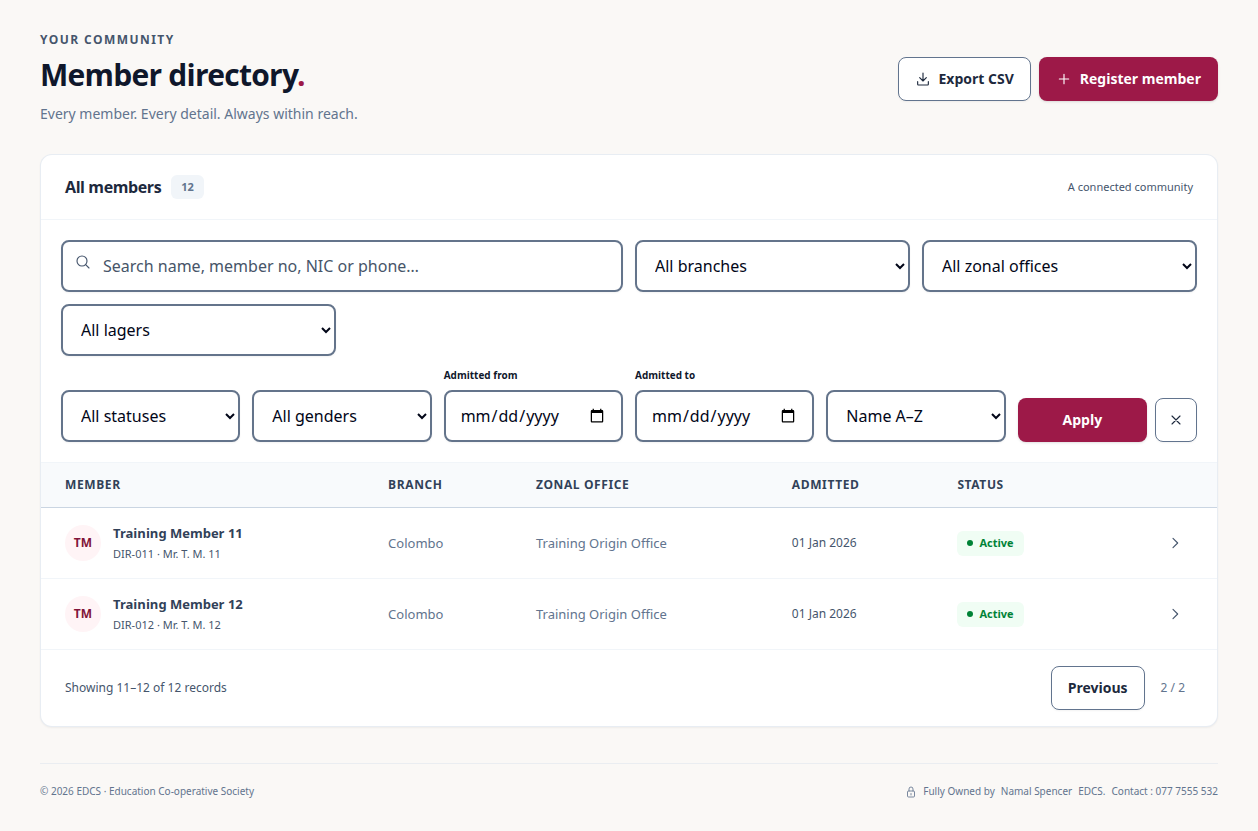 YOUR COMMUNITY
Member directory.
Every member. Every detail. Always within reach.
Export CSV
Register member
All members 12
A connected community
Search name, member no, NIC or phone...
All branches
All zonal offices
All lagers
Admitted from
Admitted to
All statuses
All genders
mm/dd/yyyy
mm/dd/yyyy
Name A–Z
Apply
MEMBER BRANCH ZONAL OFFICE ADMITTED STATUS
TM Training Member 11
DIR-011 · Mr. T. M. 11
Colombo
Training Origin Office
01 Jan 2026
Active
TM Training Member 12
DIR-012 · Mr. T. M. 12
Colombo
Training Origin Office
01 Jan 2026
Active
Showing 11–12 of 12 records
Previous
2 / 2
© 2026 EDCS · Education Co-operative Society
Fully Owned by Namal Spencer EDCS. Contact : 077 7555 532